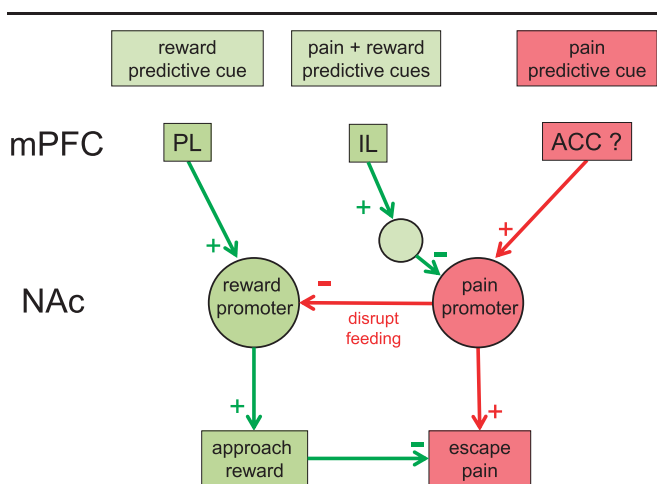 reward
predictive cue
pain + reward
predictive cues
pain
predictive cue
mPFC
PL
IL
ACC ?
+
+
+
-
NAc
reward
promoter
-
disrupt
feeding
pain
promoter
+
+
approach
reward
-
escape
pain